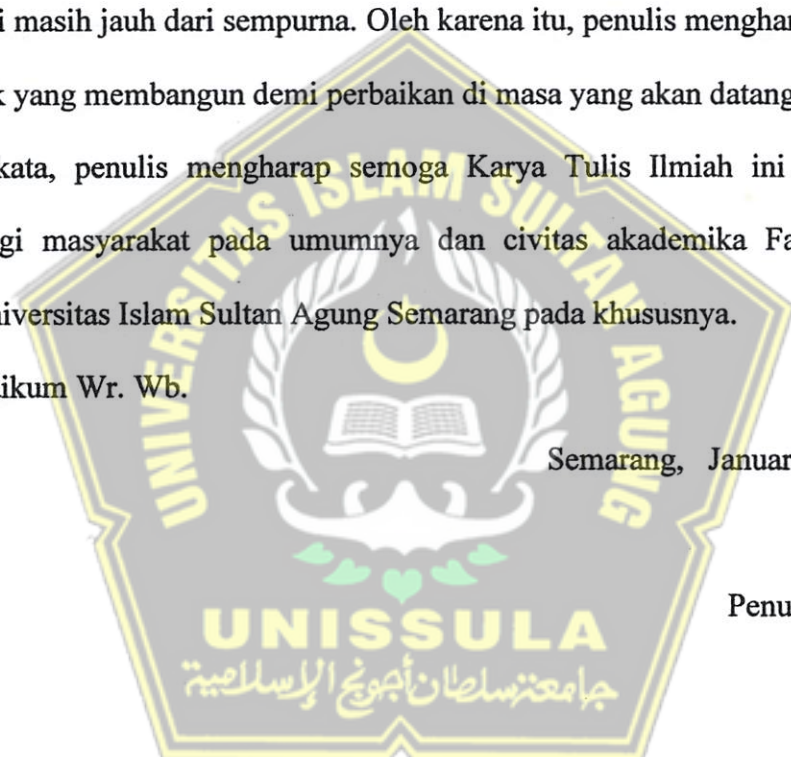 i masih jauh dari sempurna. Oleh karena itu, penulis menghar
k yang membangun demi perbaikan di masa yang akan datang
kata, penulis mengharap semoga Karya Tulis Ilmiah ini
gi masyarakat pada umumnya dan civitas akademika Fa
niversitas Islam Sultan Agung Semarang pada khususnya.
ikum Wr. Wb.
Semarang, Januar
Penu
UNIVERSITAS ISLAM SULTAN AGUNG
UNISSULA
جامعة سلطان أجونج الإسلامية